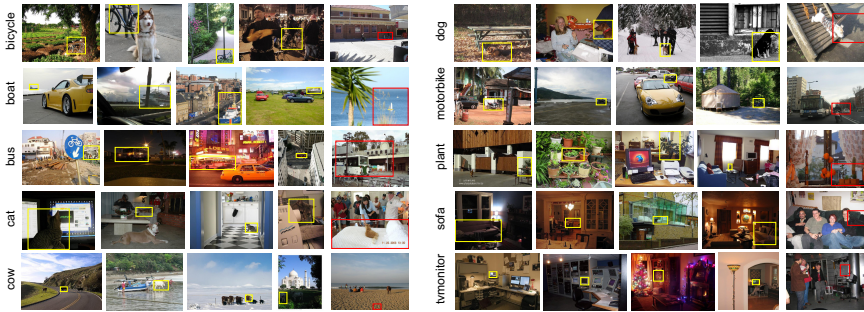 bicycle
boat
bus
cat
cow
dog
motorbike
plant
sofa
tvmonitor